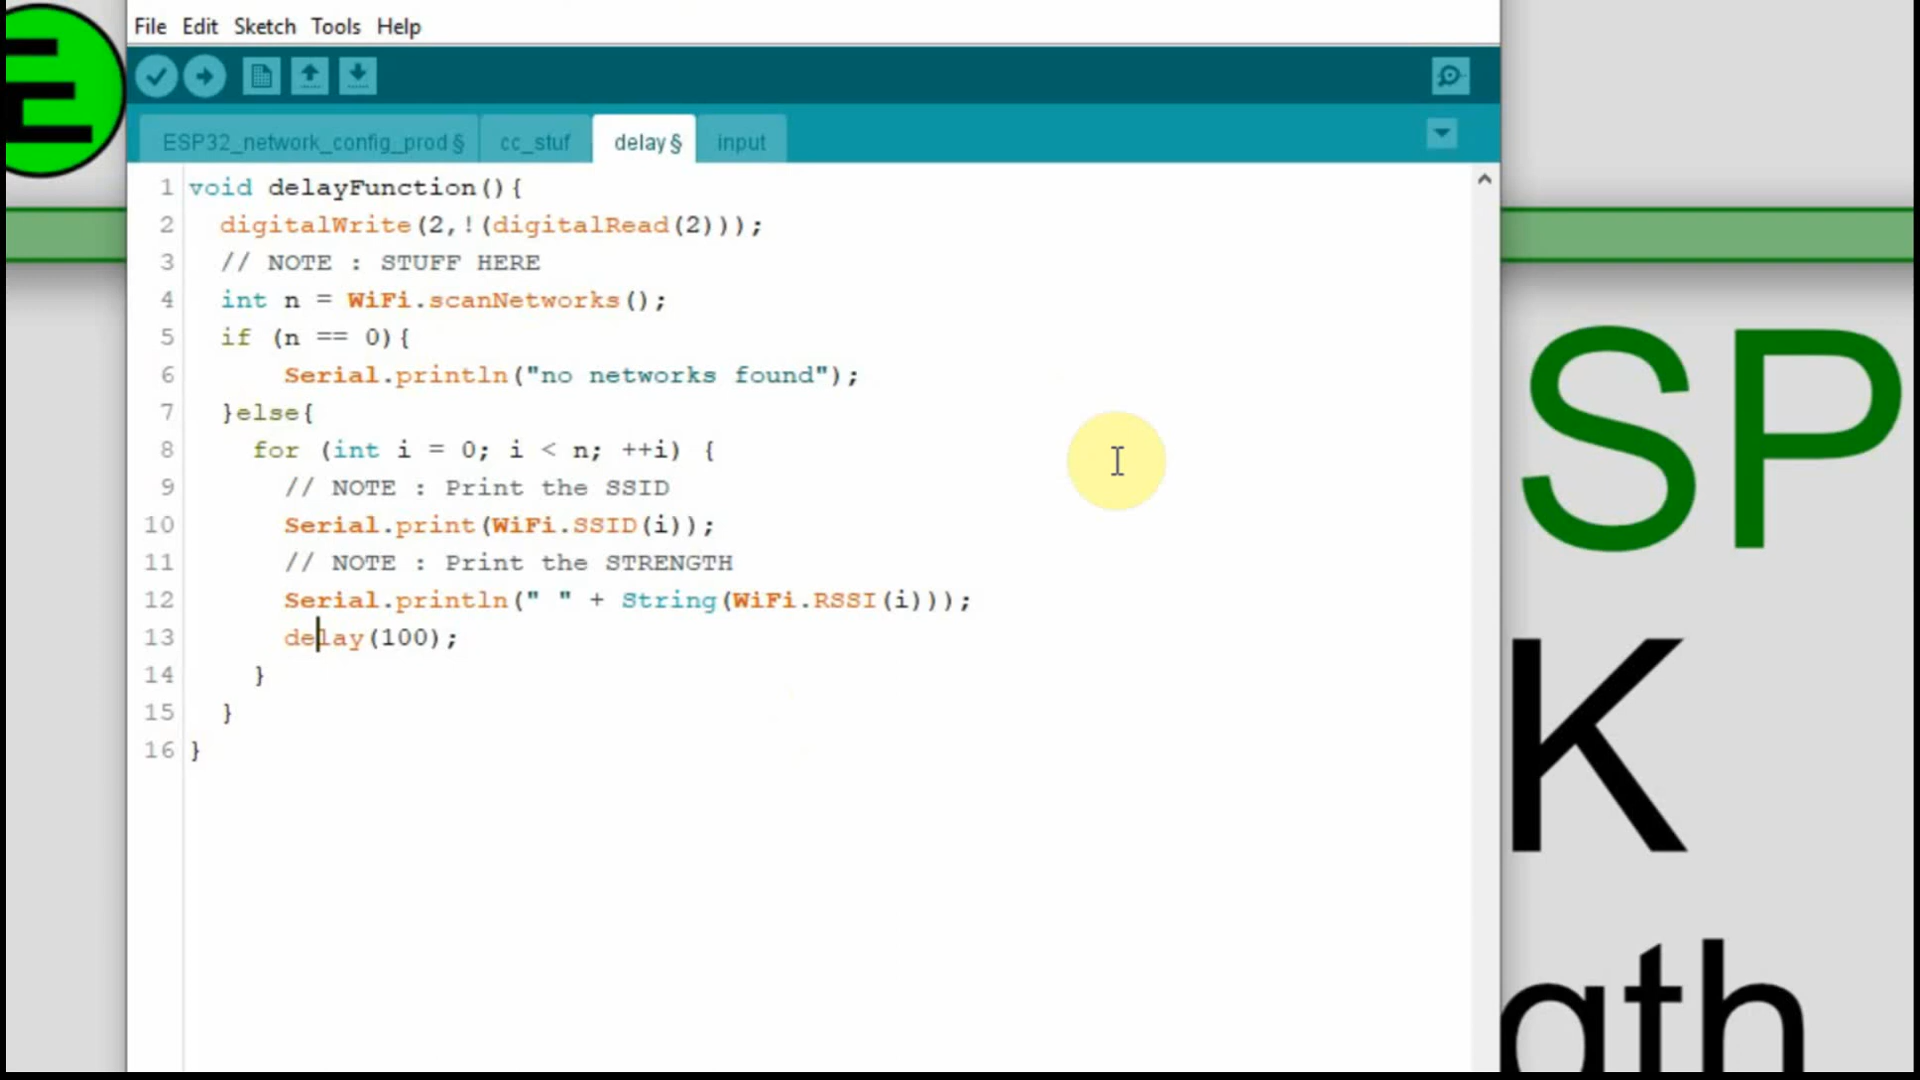 File Edit Sketch Tools Help
ESP32_network_config_prod § cc_stuf delay § input
1 void delayFunction(){
2 digitalWrite(2,!(digitalRead(2)));
3 // NOTE : STUFF HERE
4 int n = WiFi.scanNetworks();
5 if (n == 0){
6 Serial.println("no networks found");
7 }else{
8 for (int i = 0; i < n; ++i) {
9 // NOTE : Print the SSID
10 Serial.print(WiFi.SSID(i));
11 // NOTE : Print the STRENGTH
12 Serial.println(" " + String(WiFi.RSSI(i)));
13 delay(100);
14 }
15 }
16 }
E
SP
K
gth